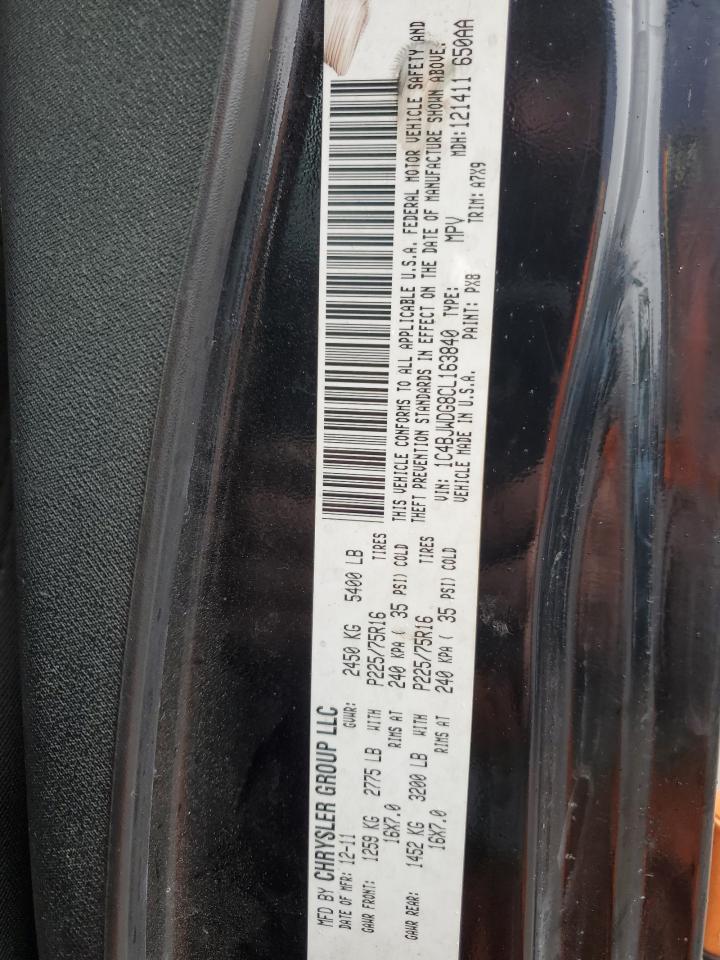 MFD BY CHRYSLER GROUP LLC
DATE OF MFR: 12-11 GVWR: 2450 KG 5400 LB
GAWR FRONT: 1259 KG 2775 LB WITH P225/75R16 TIRES
16X7.0 RIMS AT 240 KPA ( 35 PSI) COLD
GAWR REAR: 1452 KG 3200 LB WITH P225/75R16 TIRES
16X7.0 RIMS AT 240 KPA ( 35 PSI) COLD
THIS VEHICLE CONFORMS TO ALL APPLICABLE U.S.A. FEDERAL MOTOR VEHICLE SAFETY AND
THEFT PREVENTION STANDARDS IN EFFECT ON THE DATE OF MANUFACTURE SHOWN ABOVE.
VIN: 1C4BJWDG8CL163840 TYPE: MPV MDH: 121411 650AA
VEHICLE MADE IN U.S.A. PAINT: PX8 TRIM: A7X9